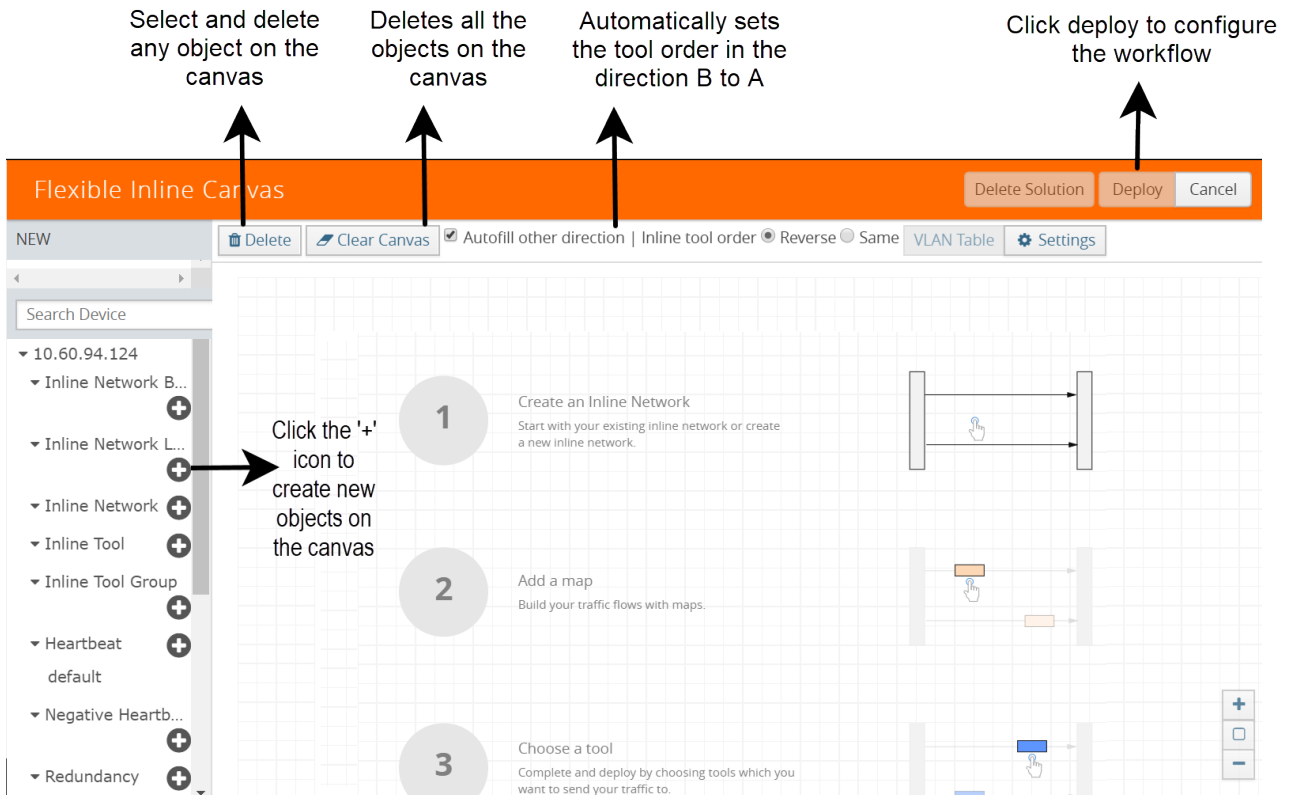 Select and delete
any object on the
canvas
Deletes all the
objects on the
canvas
Automatically sets
the tool order in the
direction B to A
Click deploy to configure
the workflow
Flexible Inline Canvas
Delete Solution
Deploy
Cancel
NEW
Delete
Clear Canvas
Autofill other direction | Inline tool order Reverse Same
VLAN Table
Settings
Search Device
10.60.94.124
Inline Network B...
Inline Network L...
Inline Network
Inline Tool
Inline Tool Group
Heartbeat
default
Negative Heartb...
Redundancy
Click the '+'
icon to
create new
objects on
the canvas
1
Create an Inline Network
Start with your existing inline network or create
a new inline network.
2
Add a map
Build your traffic flows with maps.
3
Choose a tool
Complete and deploy by choosing tools which you
want to send your traffic to.